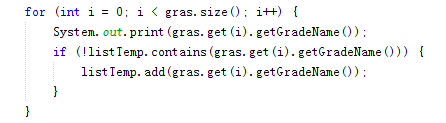 for (int i = 0; i < gras.size(); i++) {
    System.out.print(gras.get(i).getGradeName());
    if (!listTemp.contains(gras.get(i).getGradeName())) {
        listTemp.add(gras.get(i).getGradeName());
    }
}